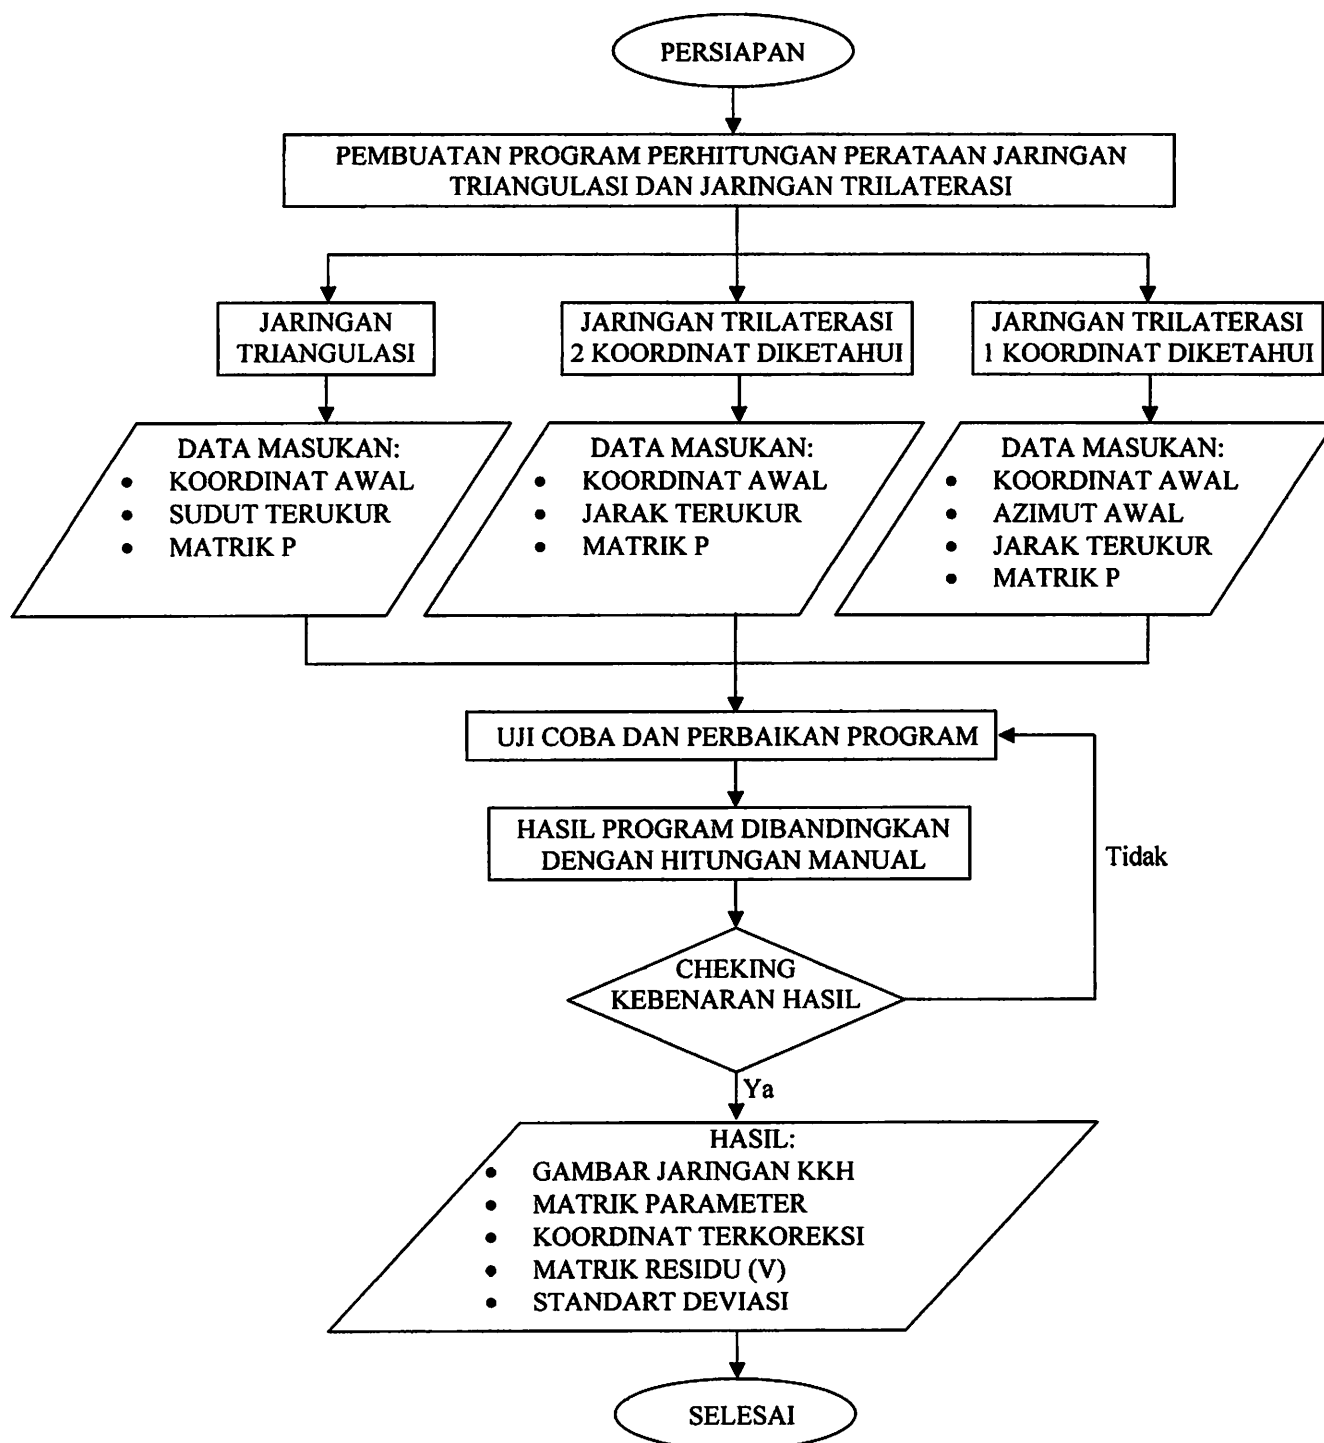 PERSIAPAN
PEMBUATAN PROGRAM PERHITUNGAN PERATAAN JARINGAN
TRIANGULASI DAN JARINGAN TRILATERASI
JARINGAN
TRIANGULASI
JARINGAN TRILATERASI
2 KOORDINAT DIKETAHUI
JARINGAN TRILATERASI
1 KOORDINAT DIKETAHUI
DATA MASUKAN:
• KOORDINAT AWAL
• SUDUT TERUKUR
• MATRIK P
DATA MASUKAN:
• KOORDINAT AWAL
• JARAK TERUKUR
• MATRIK P
DATA MASUKAN:
• KOORDINAT AWAL
• AZIMUT AWAL
• JARAK TERUKUR
• MATRIK P
UJI COBA DAN PERBAIKAN PROGRAM
HASIL PROGRAM DIBANDINGKAN
DENGAN HITUNGAN MANUAL
Tidak
CHEKING
KEBENARAN HASIL
Ya
HASIL:
• GAMBAR JARINGAN KKH
• MATRIK PARAMETER
• KOORDINAT TERKOREKSI
• MATRIK RESIDU (V)
• STANDART DEVIASI
SELESAI